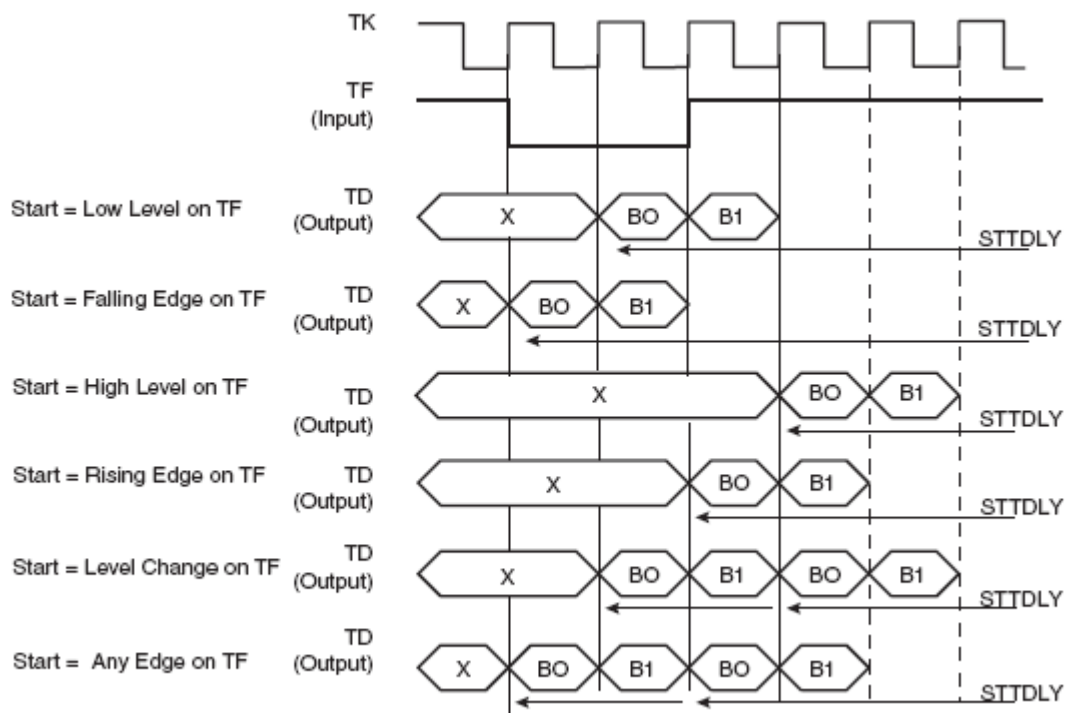 TK
TF
(Input)
Start = Low Level on TF
TD
(Output)
X
BO
B1
STTDLY
Start = Falling Edge on TF
TD
(Output)
X
BO
B1
STTDLY
Start = High Level on TF
TD
(Output)
X
BO
B1
STTDLY
Start = Rising Edge on TF
TD
(Output)
X
BO
B1
STTDLY
Start = Level Change on TF
TD
(Output)
X
BO
B1
BO
B1
STTDLY
Start = Any Edge on TF
TD
(Output)
X
BO
B1
BO
B1
STTDLY